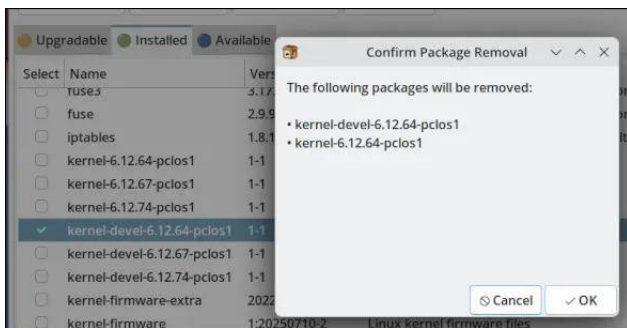 Upgradable Installed Available
Confirm Package Removal
Select Name
The following packages will be removed:
fuse3
• kernel-devel-6.12.64-pclos1
• kernel-6.12.64-pclos1
fuse 2.9.9
iptables 1.8.1
kernel-6.12.64-pclos1 1-1
kernel-6.12.67-pclos1 1-1
kernel-6.12.74-pclos1 1-1
kernel-devel-6.12.64-pclos1 1-1
kernel-devel-6.12.67-pclos1 1-1
kernel-devel-6.12.74-pclos1 1-1
kernel-firmware-extra 2022
Cancel OK
kernel-firmware 1:20250710-2 Linux kernel firmware files